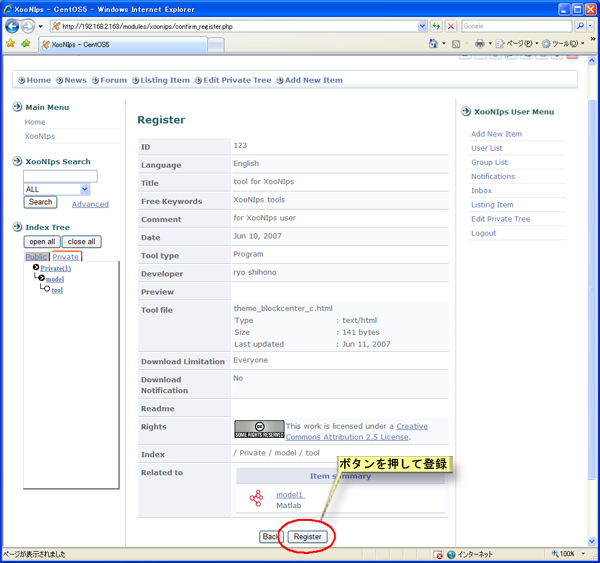 XooNIps - CentOS5 - Windows Internet Explorer
http://192.168.2.163/modules/xoonips/confirm_register.php
Google
XooNIps - CentOS5
ページ(P)
ツール(O)
Home News Forum Listing Item Edit Private Tree Add New Item
Main Menu
Home
XooNIps
XooNIps Search
ALL
Search Advanced
Index Tree
open all close all
Public Private
Private(1)
model
tool
Register
ID 123
Language English
Title tool for XooNIps
Free Keywords XooNIps tools
Comment for XooNIps user
Date Jun 10, 2007
Tool type Program
Developer ryo shihono
Preview
Tool file theme_blockcenter_c.html
Type : text/html
Size : 141 bytes
Last updated : Jun 11, 2007
Download Limitation Everyone
Download Notification No
Readme
Rights SOME RIGHTS RESERVED This work is licensed under a Creative
Commons Attribution 2.5 License.
Index / Private / model / tool
Related to Item summary
model1
Matlab
ボタンを押して登録
Back Register
XooNIps User Menu
Add New Item
User List
Group List
Notifications
Inbox
Listing Item
Edit Private Tree
Logout
ページが表示されました インターネット 100%